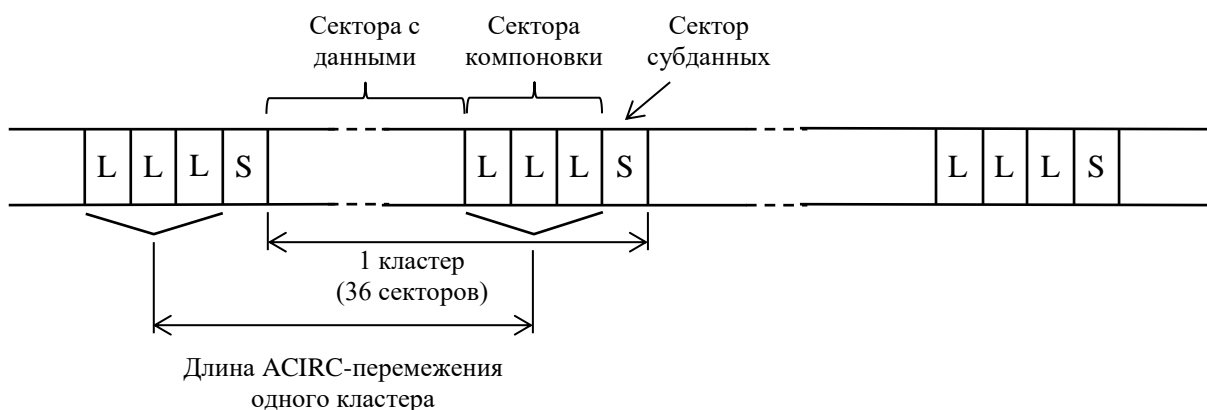 Сектора с
данными
Сектора
компоновки
Сектор
субданных
L L L S L L L S L L L S
1 кластер
(36 секторов)
Длина ACIRC-перемежения
одного кластера